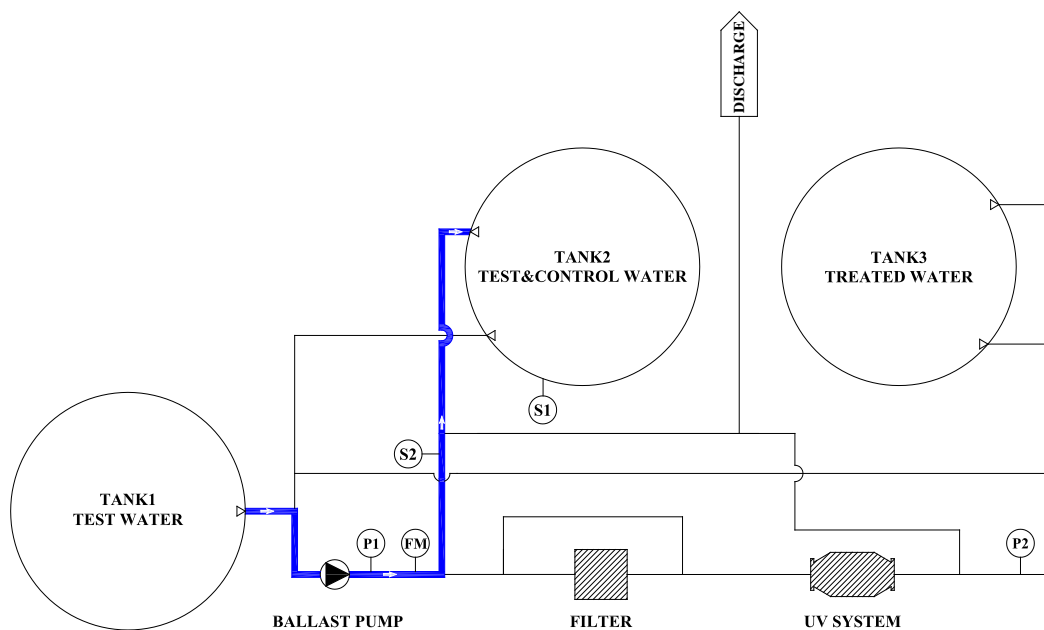 DISCHARGE
TANK2
TEST&CONTROL WATER
TANK3
TREATED WATER
S1
S2
TANK1
TEST WATER
P1
FM
P2
BALLAST PUMP
FILTER
UV SYSTEM